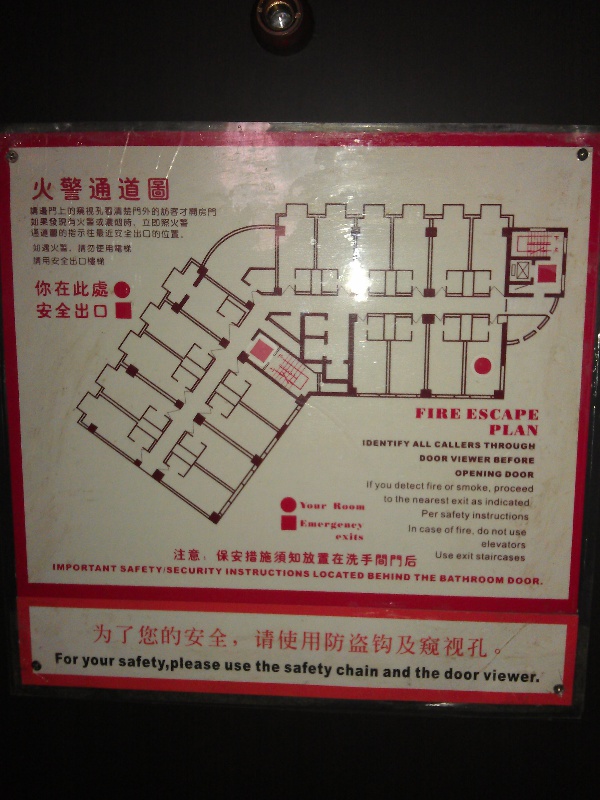 火警通道圖
請邊門上的窺視孔看清楚門外的訪客才開房門
如果發現有火警或濃烟時、立即照火警
通道圖的指示往最近安全出口的位置。
如遇火警、請勿使用電梯
請用安全出口樓梯
你在此處
安全出口
FIRE ESCAPE
PLAN
IDENTIFY ALL CALLERS THROUGH
DOOR VIEWER BEFORE
OPENING DOOR
If you detect fire or smoke, proceed
to the nearest exit as indicated
Per safety instructions
In case of fire, do not use
elevators
Use exit staircases
Your Room
Emergency
exits
注意：保安措施須知放置在洗手間門后
IMPORTANT SAFETY/SECURITY INSTRUCTIONS LOCATED BEHIND THE BATHROOM DOOR.
为了您的安全，请使用防盗钩及窥视孔。
For your safety,please use the safety chain and the door viewer.